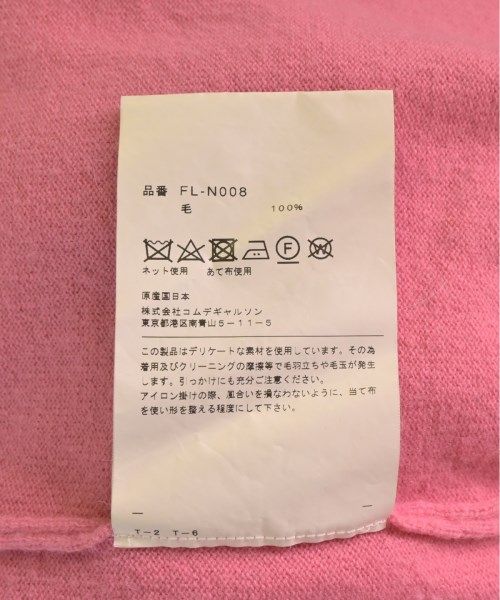 品番 FL-N008
毛 100%
F W
ネット使用 あて布使用
原産国日本
株式会社コムデギャルソン
東京都港区南青山5-11-5
この製品はデリケートな素材を使用しています。その為
着用及びクリーニングの摩擦等で毛羽立ちや毛玉が発生
します。引っかけにも充分ご注意ください。
アイロン掛けの際、風合いを損なわないように、当て布
を使い形を整える程度にして下さい。
T-2 T-6